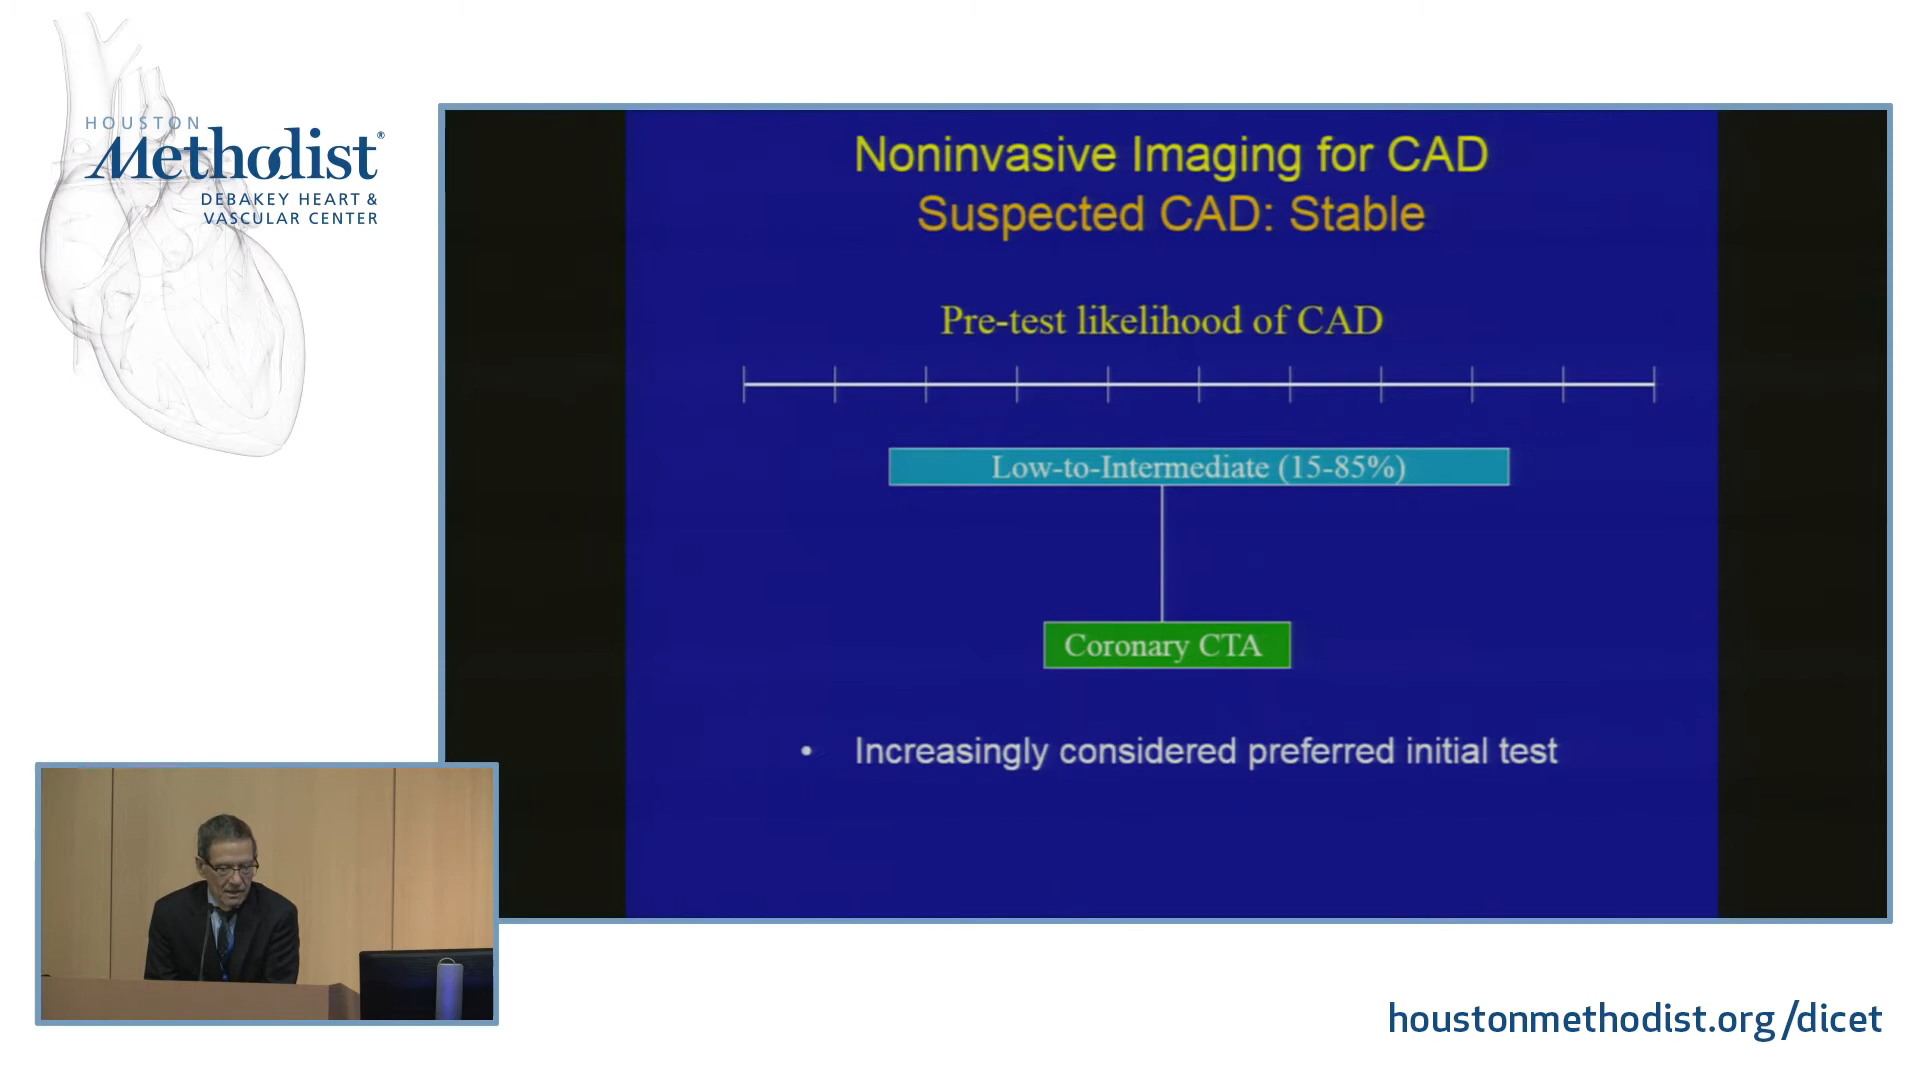 HOUSTON
Methodist®
DEBAKEY HEART &
VASCULAR CENTER
Noninvasive Imaging for CAD
Suspected CAD: Stable
Pre-test likelihood of CAD
Low-to-Intermediate (15-85%)
Coronary CTA
• Increasingly considered preferred initial test
houstonmethodist.org/dicet